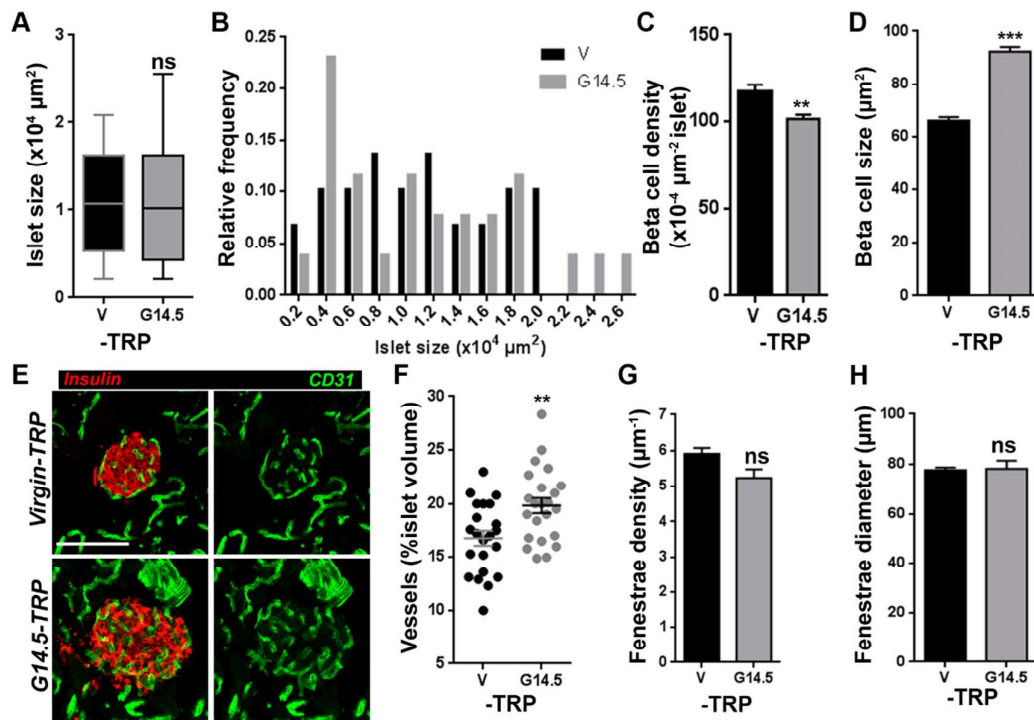 A
Islet size (x10⁴ µm²)
3
2
1
0
ns
V
G14.5
-TRP
B
Relative frequency
0.25
0.20
0.15
0.10
0.05
0.00
V
G14.5
0.2
0.4
0.6
0.8
1.0
1.2
1.4
1.6
1.8
2.0
2.2
2.4
2.6
Islet size (x10⁴ µm²)
C
Beta cell density
(x10⁻⁴ µm⁻² islet)
150
100
50
0
**
V
G14.5
-TRP
D
Beta cell size (µm²)
100
80
60
40
20
0
***
V
G14.5
-TRP
E
Insulin
CD31
Virgin-TRP
G14.5-TRP
F
Vessels (%islet volume)
30
25
20
15
10
5
**
V
G14.5
-TRP
G
Fenestrae density (µm⁻¹)
7
6
5
4
3
2
1
0
ns
V
G14.5
-TRP
H
Fenestrae diameter (µm)
100
80
60
40
20
0
ns
V
G14.5
-TRP